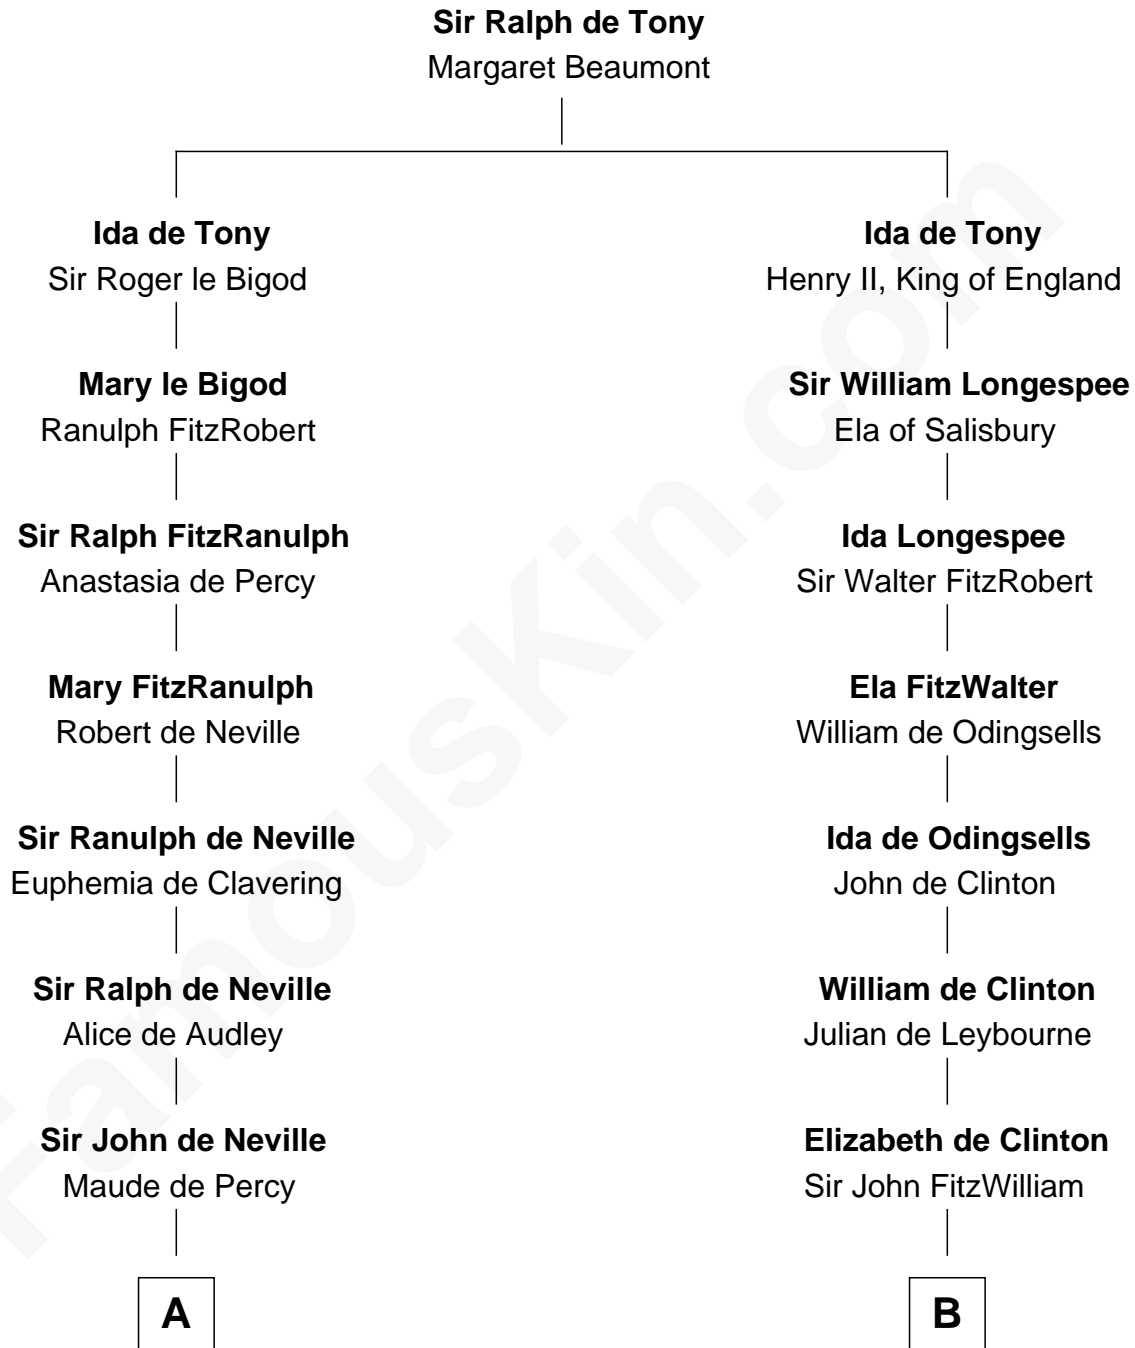 Sir Ralph de Tony
Margaret Beaumont
Ida de Tony
Sir Roger le Bigod
Ida de Tony
Henry II, King of England
Mary le Bigod
Ranulph FitzRobert
Sir William Longespee
Ela of Salisbury
Sir Ralph FitzRanulph
Anastasia de Percy
Ida Longespee
Sir Walter FitzRobert
Mary FitzRanulph
Robert de Neville
Ela FitzWalter
William de Odingsells
Sir Ranulph de Neville
Euphemia de Clavering
Ida de Odingsells
John de Clinton
Sir Ralph de Neville
Alice de Audley
William de Clinton
Julian de Leybourne
Sir John de Neville
Maude de Percy
Elizabeth de Clinton
Sir John FitzWilliam
A
B
FamousKin.com